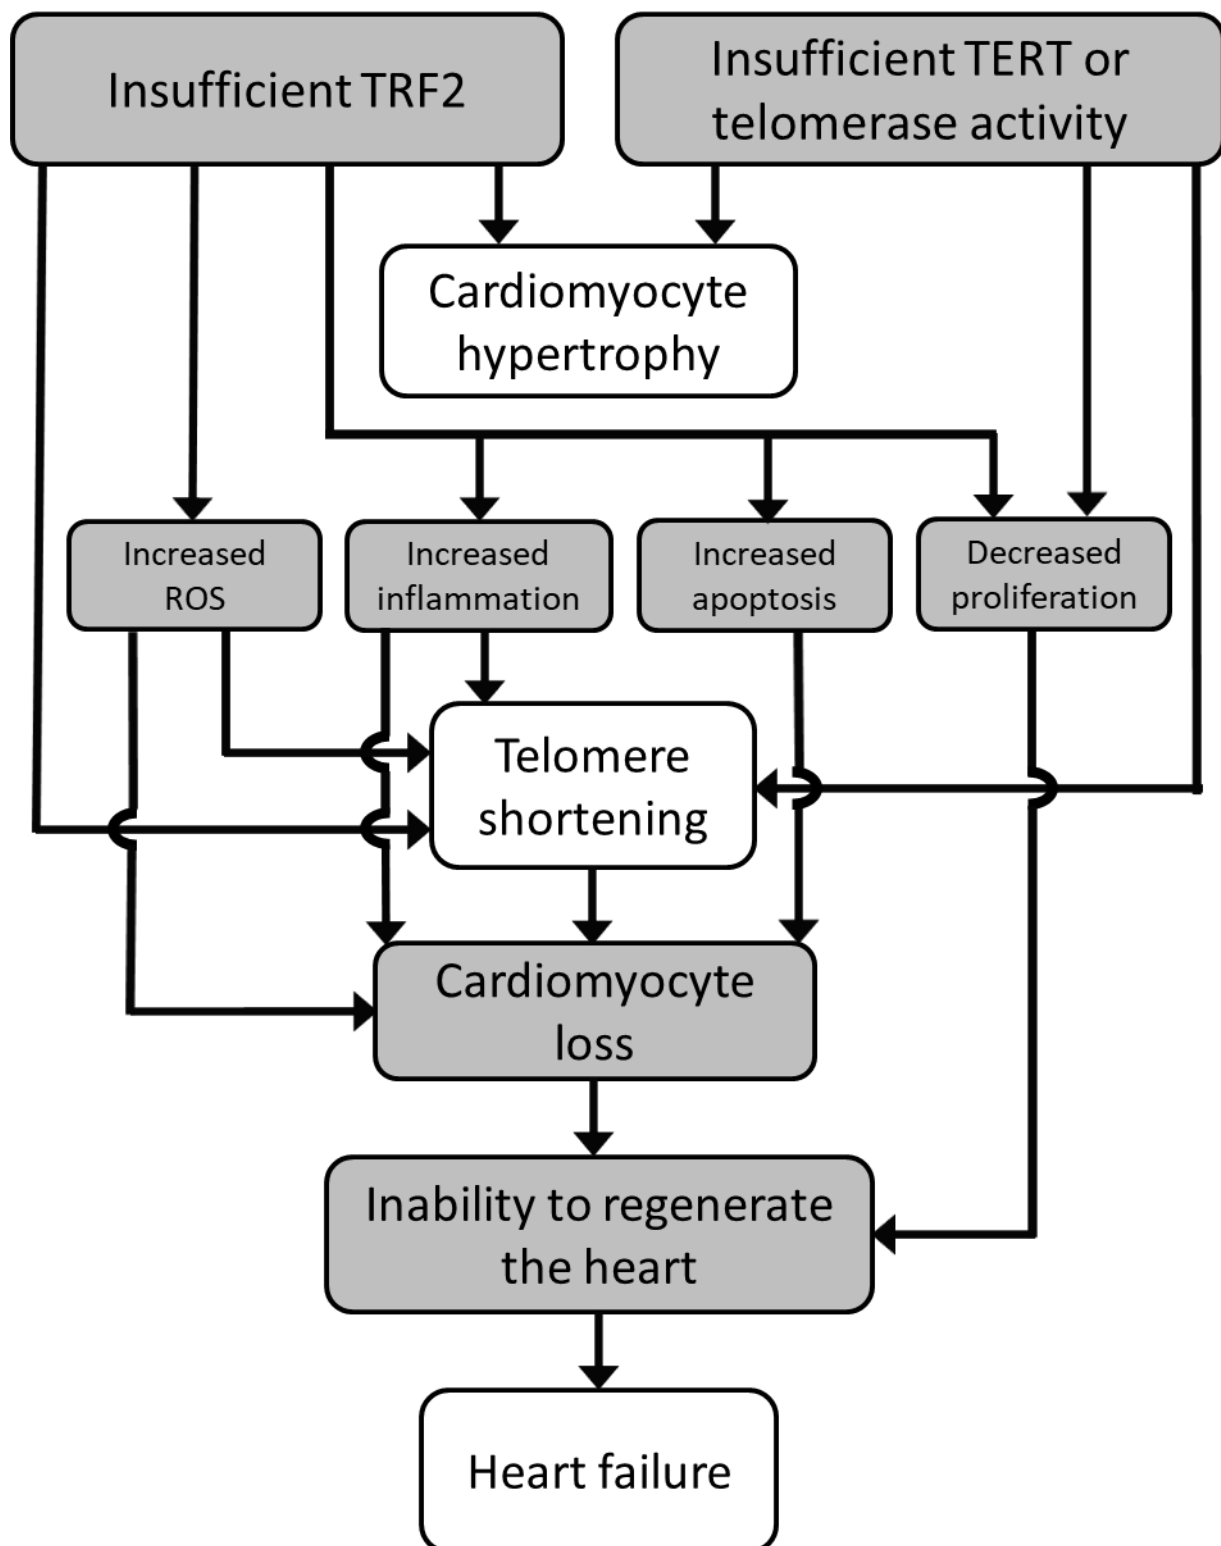 Insufficient TRF2
Insufficient TERT or
telomerase activity
Cardiomyocyte
hypertrophy
Increased
ROS
Increased
inflammation
Increased
apoptosis
Decreased
proliferation
Telomere
shortening
Cardiomyocyte
loss
Inability to regenerate
the heart
Heart failure